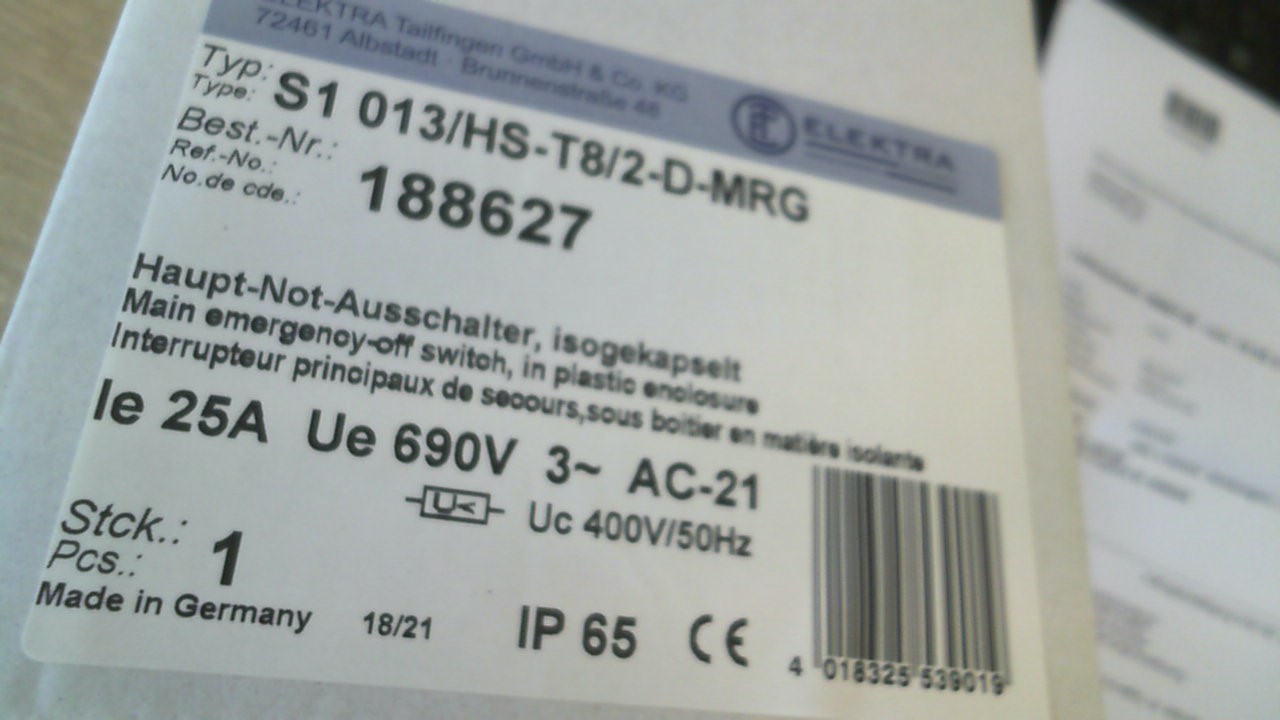 ELEKTRA Tailfingen GmbH & Co. KG
72461 Albstadt · Brunnenstraße 48
ELEKTRA
Typ:
Type:
S1 013/HS-T8/2-D-MRG
Best.-Nr.:
Ref.-No.:
No.de cde.:
188627
Haupt-Not-Ausschalter, isogekapselt
Main emergency-off switch, in plastic enclosure
Interrupteur principaux de secours,sous boitier en matière isolante
Ie 25A Ue 690V 3~ AC-21
U< Uc 400V/50Hz
Stck.:
Pcs.:
1
Made in Germany 18/21 IP 65 CE
4 018325 539019